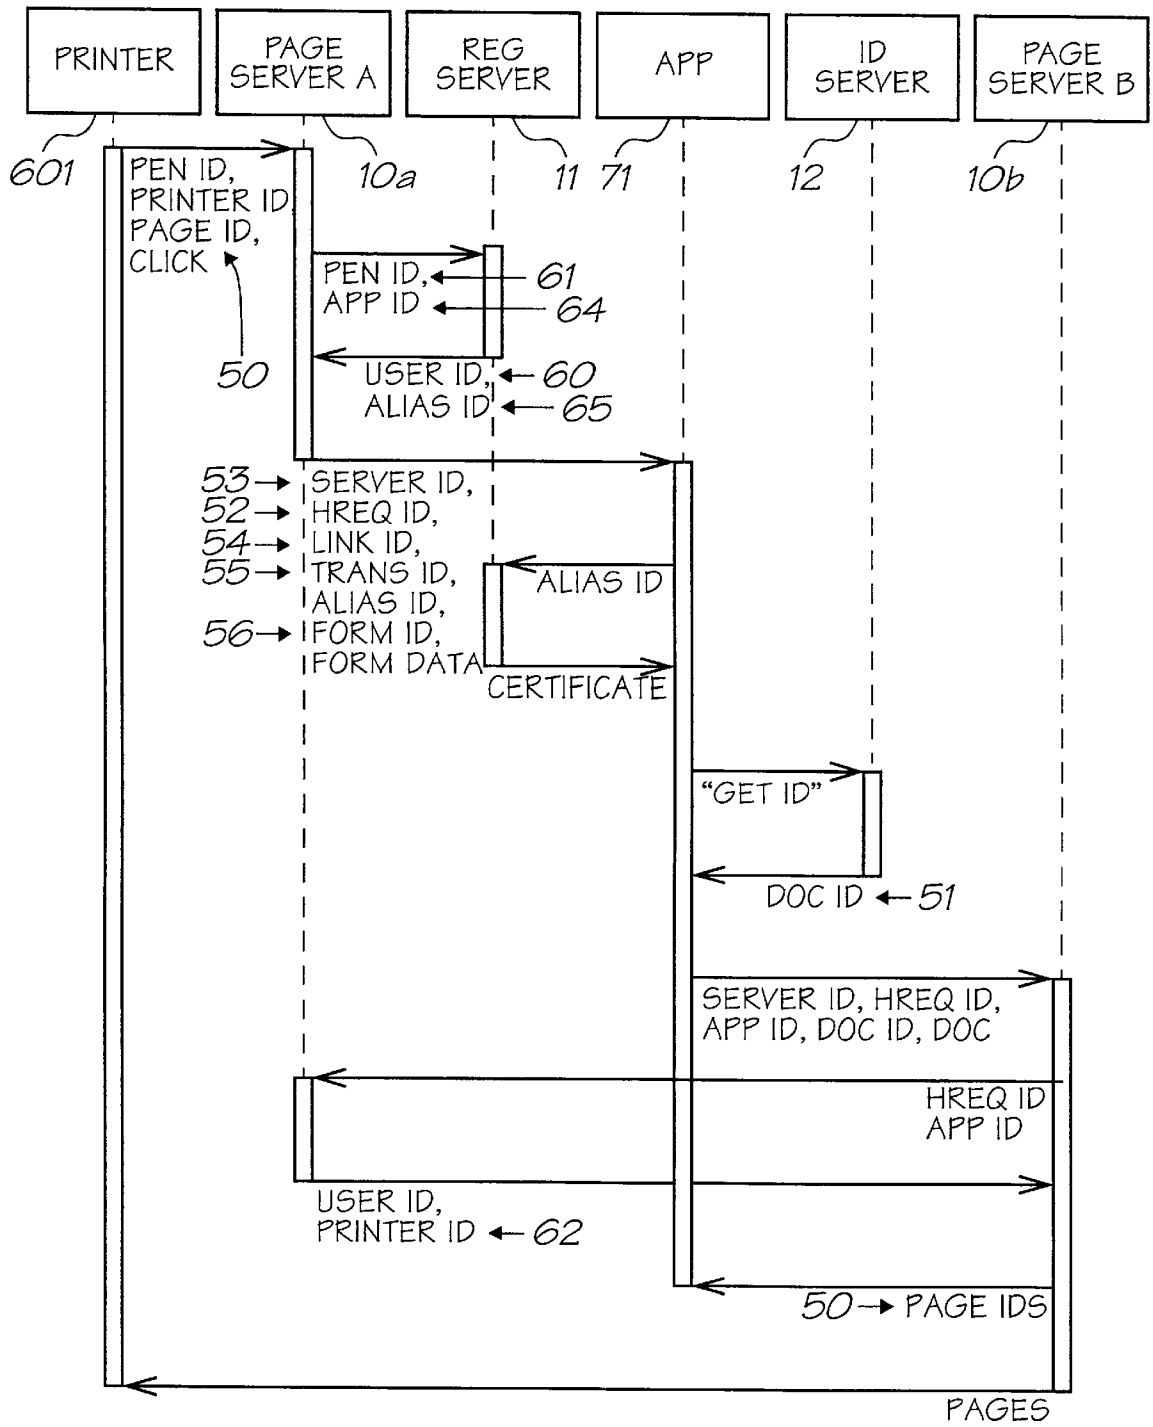 PRINTER
PAGE
SERVER A
REG
SERVER
APP
ID
SERVER
PAGE
SERVER B
601
10a
11
71
12
10b
PEN ID,
PRINTER ID
PAGE ID,
CLICK
50
PEN ID,
61
APP ID
64
USER ID,
60
ALIAS ID
65
53
SERVER ID,
52
HREQ ID,
54
LINK ID,
55
TRANS ID,
ALIAS ID,
56
FORM ID,
FORM DATA
ALIAS ID
CERTIFICATE
“GET ID”
DOC ID
51
SERVER ID, HREQ ID,
APP ID, DOC ID, DOC
HREQ ID
APP ID
USER ID,
PRINTER ID
62
50
PAGE IDS
PAGES